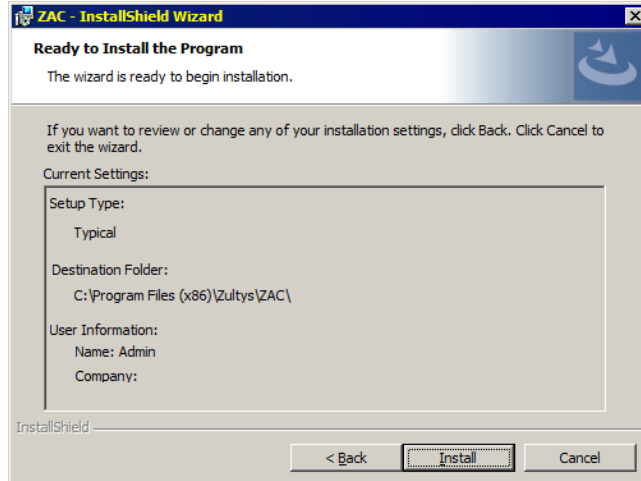 ZAC - InstallShield Wizard
Ready to Install the Program
The wizard is ready to begin installation.
If you want to review or change any of your installation settings, click Back. Click Cancel to
exit the wizard.
Current Settings:
Setup Type:
Typical
Destination Folder:
C:\Program Files (x86)\Zultys\ZAC\
User Information:
Name: Admin
Company:
InstallShield
< Back
Install
Cancel